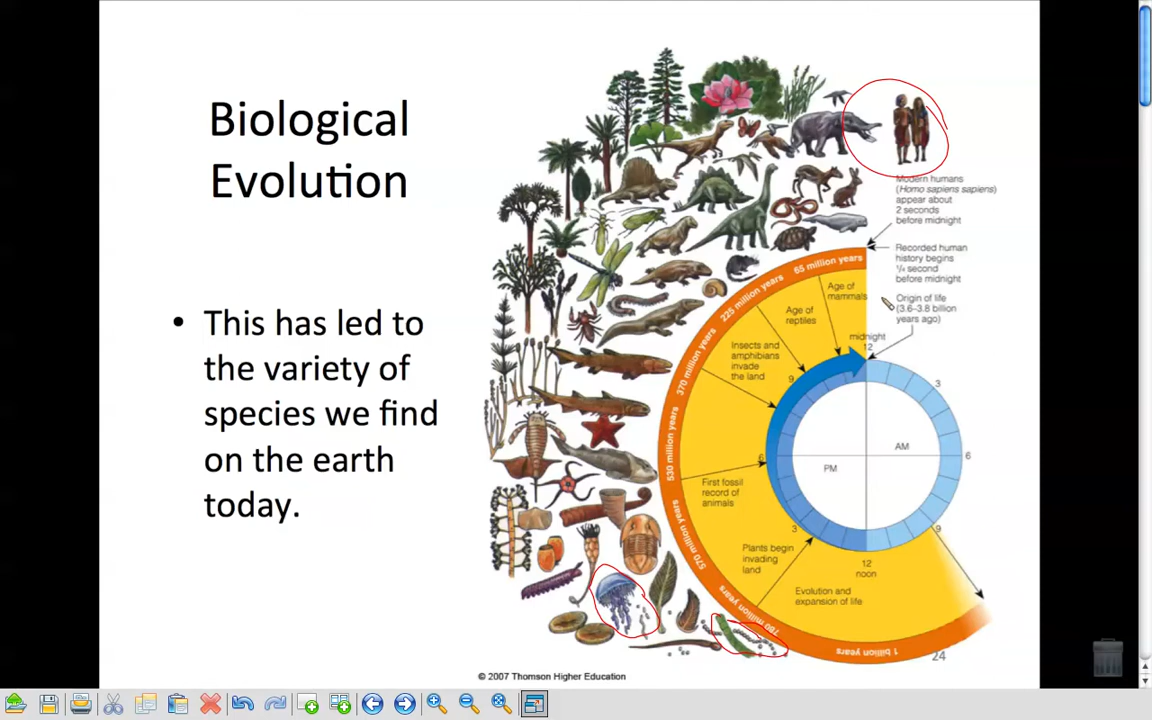 Biological
Evolution
• This has led to
the variety of
species we find
on the earth
today.
Modern humans
(Homo sapiens sapiens)
appear about
2 seconds
before midnight
Recorded human
history begins
1/4 second
before midnight
Origin of life
(3.6–3.8 billion
years ago)
65 million years
Age of
mammals
225 million years
Age of
reptiles
370 million years
Insects and
amphibians
invade
the land
midnight
12
9
3
530 million years
6
6
AM
PM
First fossil
record of
animals
570 million years
3
9
Plants begin
invading
land
12
noon
Evolution and
expansion of life
780 million years
1 billion years
24
© 2007 Thomson Higher Education